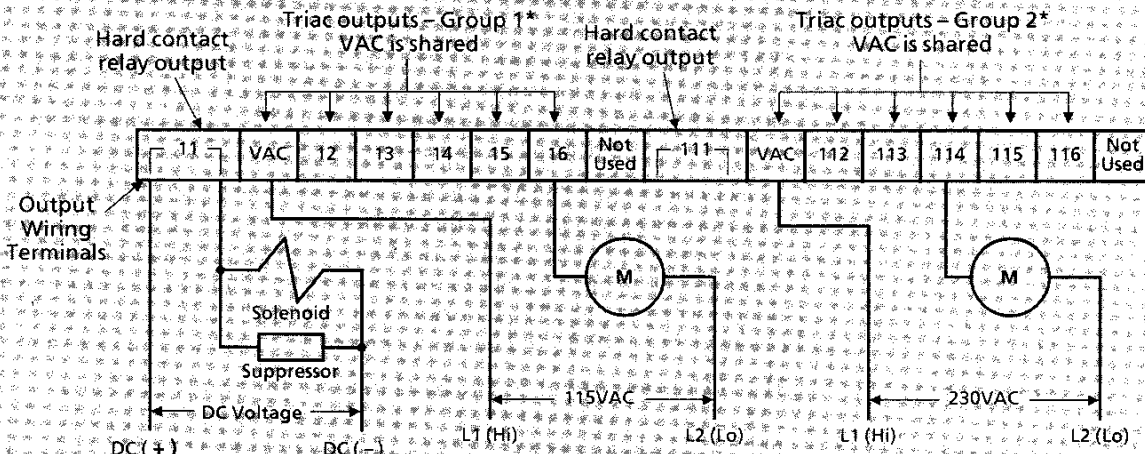 Triac outputs – Group 1*
VAC is shared
Triac outputs – Group 2*
VAC is shared
Hard contact
relay output
Hard contact
relay output
11
VAC
12
13
14
15
16
Not
Used
111
VAC
112
113
114
115
116
Not
Used
Output
Wiring
Terminals
Solenoid
Suppressor
M
M
DC Voltage
115VAC
230VAC
DC (+)
DC (–)
L1 (Hi)
L2 (Lo)
L1 (Hi)
L2 (Lo)